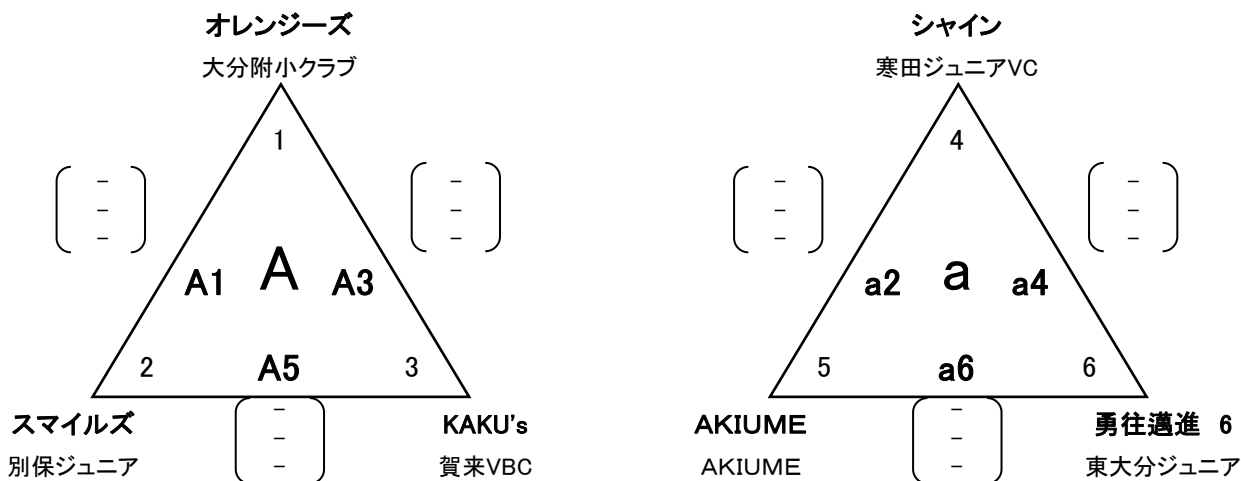 オレンジーズ
大分附小クラブ
1
-
-
-
-
-
-
A1
A
A3
2
A5
3
スマイルズ
別保ジュニア
-
-
-
KAKU's
賀来VBC
シャイン
寒田ジュニアVC
4
-
-
-
-
-
-
a2
a
a4
5
a6
6
AKIUME
AKIUME
-
-
-
勇往邁進 6
東大分ジュニア